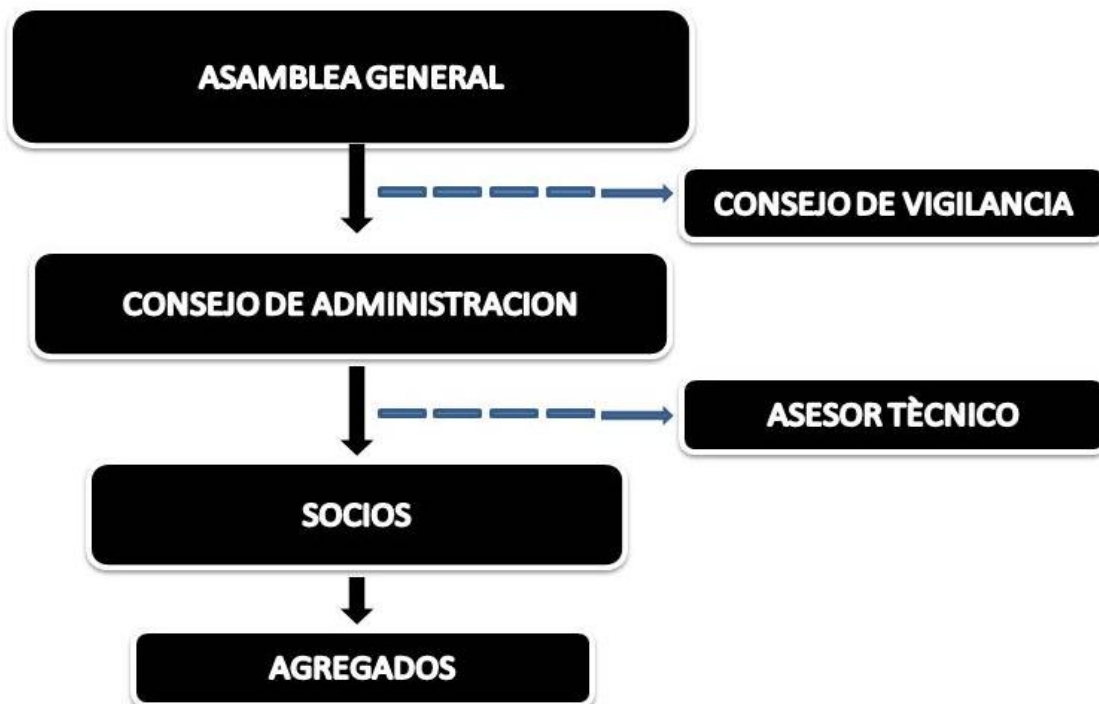 ASAMBLEA GENERAL
CONSEJO DE VIGILANCIA
CONSEJO DE ADMINISTRACION
ASESOR TÈCNICO
SOCIOS
AGREGADOS